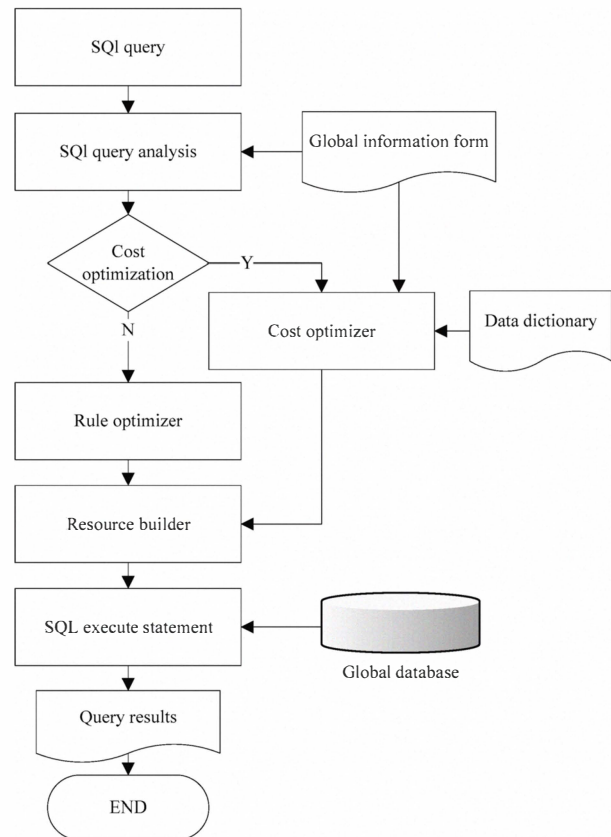 SQl query
SQl query analysis
Global information form
Cost
optimization
Y
N
Cost optimizer
Data dictionary
Rule optimizer
Resource builder
SQL execute statement
Global database
Query results
END